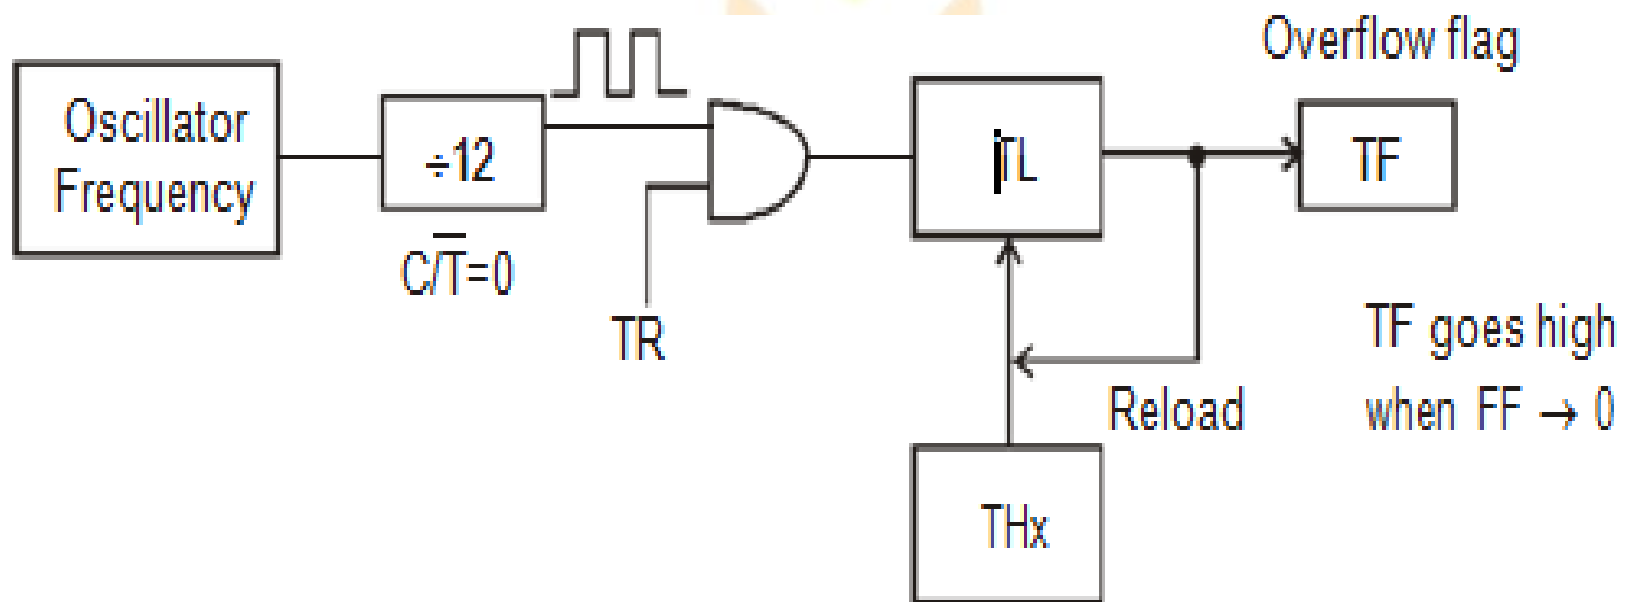 Overflow flag
Oscillator
Frequency
÷12
TL
TF
C/T̅=0
TR
TF goes high
when FF → 0
Reload
THx